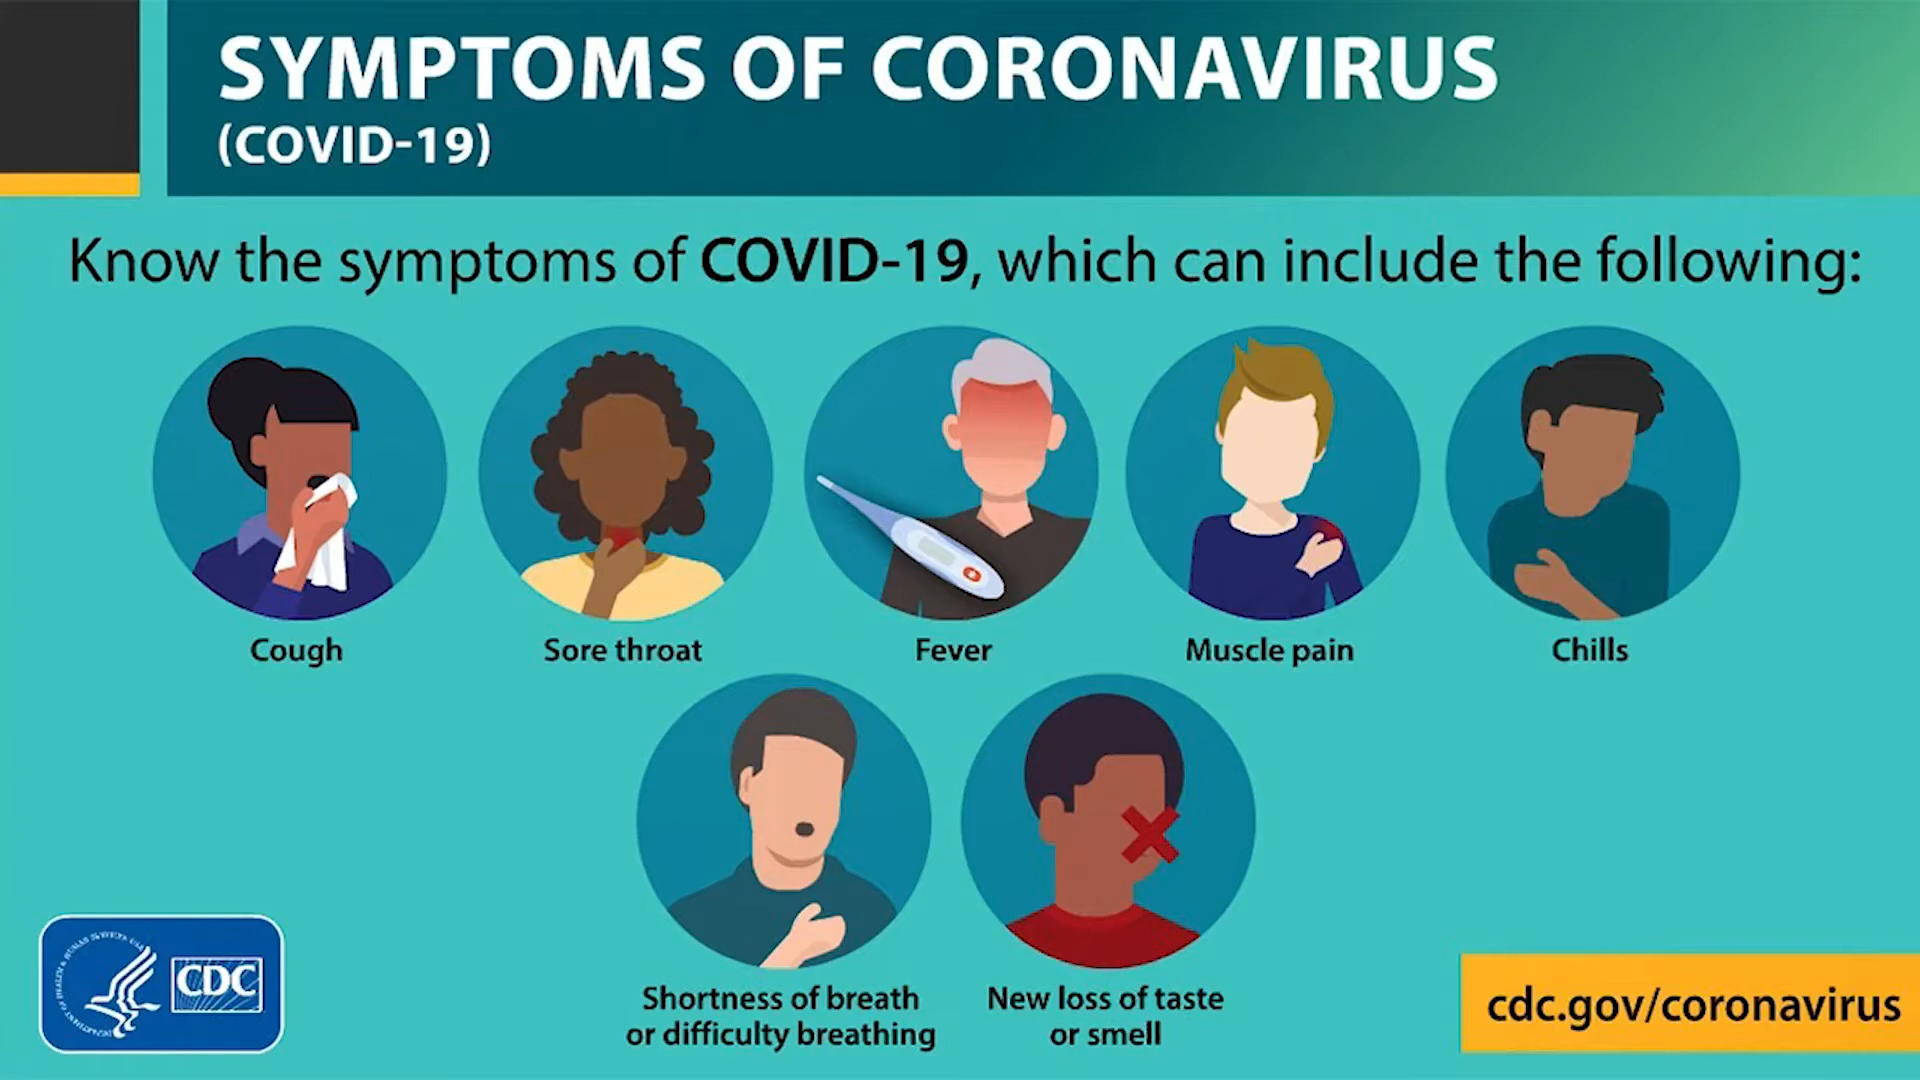 SYMPTOMS OF CORONAVIRUS
(COVID-19)
Know the symptoms of COVID-19, which can include the following:
Cough
Sore throat
Fever
Muscle pain
Chills
Shortness of breath
or difficulty breathing
New loss of taste
or smell
CDC
cdc.gov/coronavirus